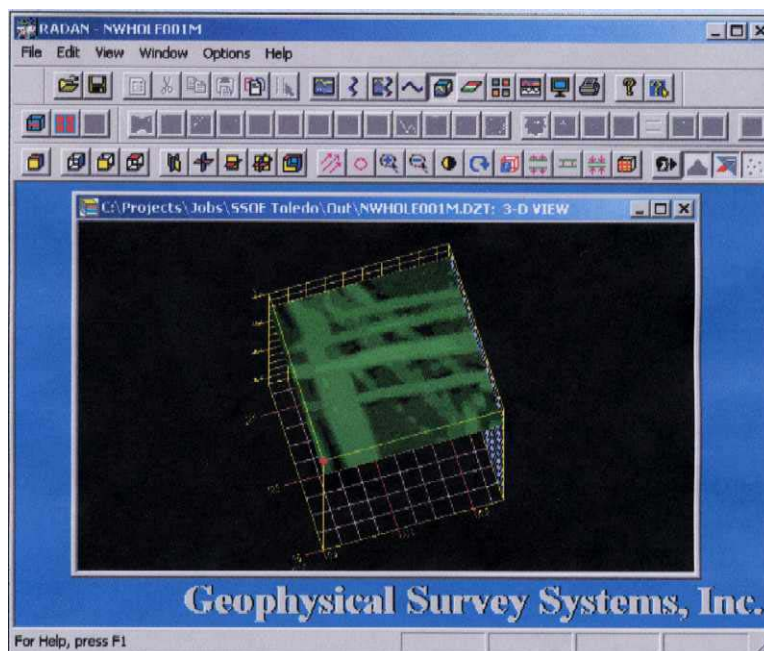 RADAN - NWHOLE001M
File Edit View Window Options Help
C:\Projects\Jobs\SSOE Toledo\Out\NWHOLE001M.DZT: 3-D VIEW
Geophysical Survey Systems, Inc.
For Help, press F1